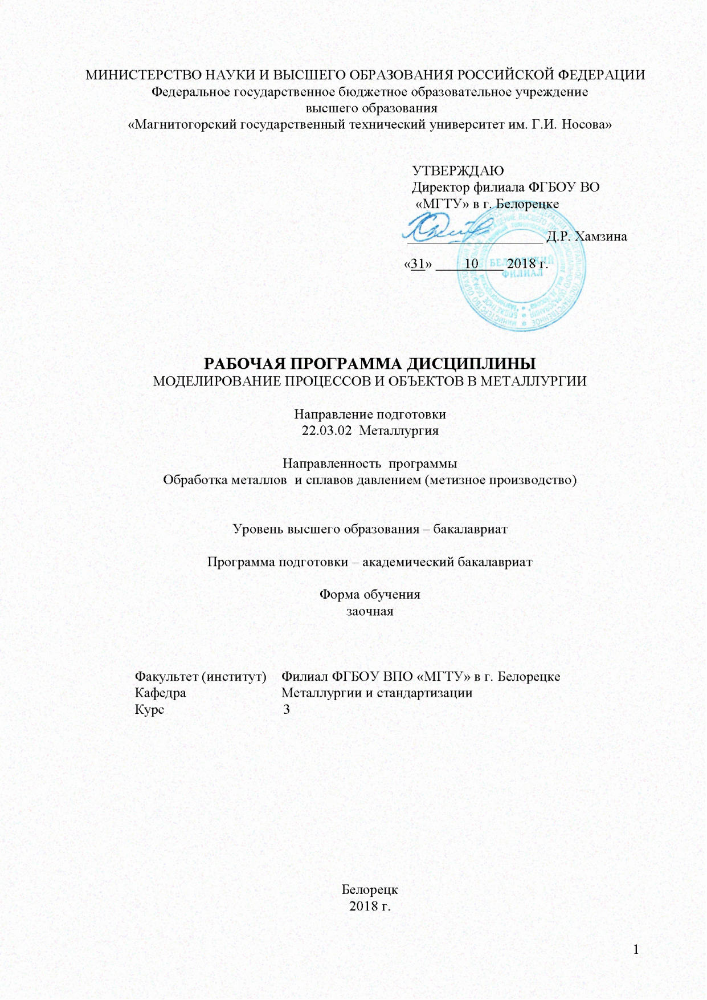 МИНИСТЕРСТВО НАУКИ И ВЫСШЕГО ОБРАЗОВАНИЯ РОССИЙСКОЙ ФЕДЕРАЦИИ
Федеральное государственное бюджетное образовательное учреждение
высшего образования
«Магнитогорский государственный технический университет им. Г.И. Носова»
УТВЕРЖДАЮ
Директор филиала ФГБОУ ВО
«МГТУ» в г. Белорецке
Д.Р. Хамзина
«31» 10 2018 г.
БЕЛОРЕЦКИЙ
ФИЛИАЛ
РАБОЧАЯ ПРОГРАММА ДИСЦИПЛИНЫ
МОДЕЛИРОВАНИЕ ПРОЦЕССОВ И ОБЪЕКТОВ В МЕТАЛЛУРГИИ
Направление подготовки
22.03.02 Металлургия
Направленность программы
Обработка металлов и сплавов давлением (метизное производство)
Уровень высшего образования – бакалавриат
Программа подготовки – академический бакалавриат
Форма обучения
заочная
Факультет (институт) Филиал ФГБОУ ВПО «МГТУ» в г. Белорецке
Кафедра Металлургии и стандартизации
Курс 3
Белорецк
2018 г.
1